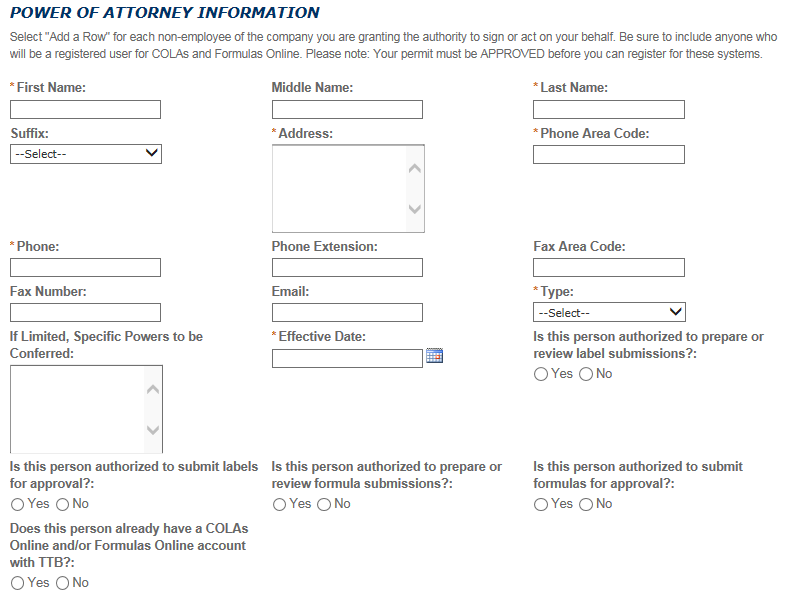 POWER OF ATTORNEY INFORMATION
Select "Add a Row" for each non-employee of the company you are granting the authority to sign or act on your behalf. Be sure to include anyone who
will be a registered user for COLAs and Formulas Online. Please note: Your permit must be APPROVED before you can register for these systems.
* First Name:
Middle Name:
* Last Name:
Suffix:
* Address:
* Phone Area Code:
--Select--
* Phone:
Phone Extension:
Fax Area Code:
Fax Number:
Email:
* Type:
--Select--
If Limited, Specific Powers to be
Conferred:
* Effective Date:
Is this person authorized to prepare or
review label submissions?:
Yes No
Is this person authorized to submit labels
for approval?:
Yes No
Is this person authorized to prepare or
review formula submissions?:
Yes No
Is this person authorized to submit
formulas for approval?:
Yes No
Does this person already have a COLAs
Online and/or Formulas Online account
with TTB?:
Yes No